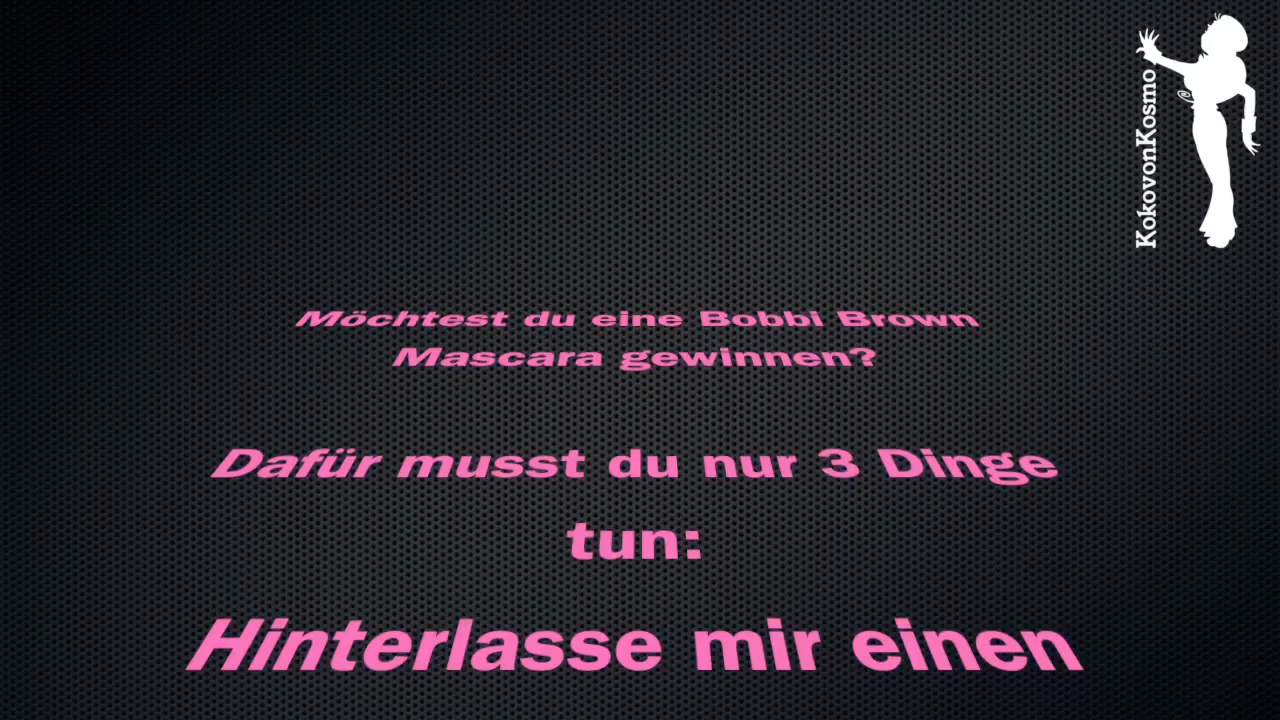 KokovonKosmo
Möchtest du eine Bobbi Brown
Mascara gewinnen?
Dafür musst du nur 3 Dinge
tun:
Hinterlasse mir einen